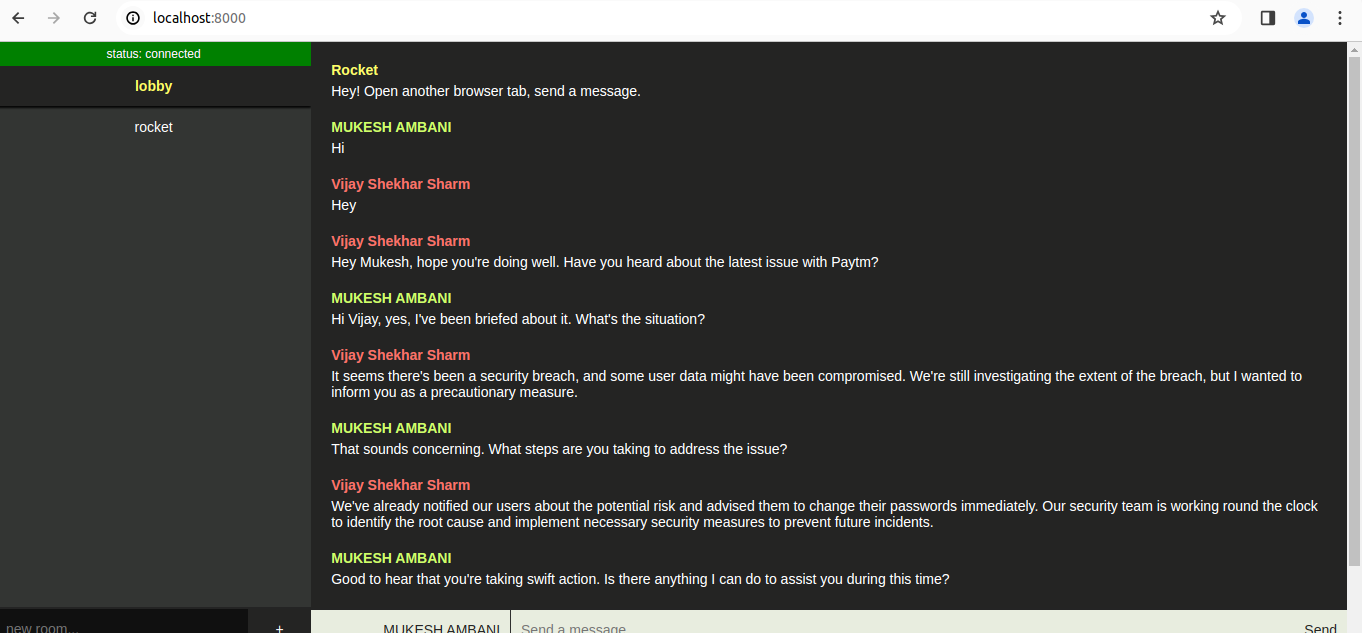 localhost:8000
status: connected
lobby
rocket
Rocket
Hey! Open another browser tab, send a message.
MUKESH AMBANI
Hi
Vijay Shekhar Sharm
Hey
Vijay Shekhar Sharm
Hey Mukesh, hope you're doing well. Have you heard about the latest issue with Paytm?
MUKESH AMBANI
Hi Vijay, yes, I've been briefed about it. What's the situation?
Vijay Shekhar Sharm
It seems there's been a security breach, and some user data might have been compromised. We're still investigating the extent of the breach, but I wanted to
inform you as a precautionary measure.
MUKESH AMBANI
That sounds concerning. What steps are you taking to address the issue?
Vijay Shekhar Sharm
We've already notified our users about the potential risk and advised them to change their passwords immediately. Our security team is working round the clock
to identify the root cause and implement necessary security measures to prevent future incidents.
MUKESH AMBANI
Good to hear that you're taking swift action. Is there anything I can do to assist you during this time?
new room... +
MUKESH AMBANI Send a message... Send